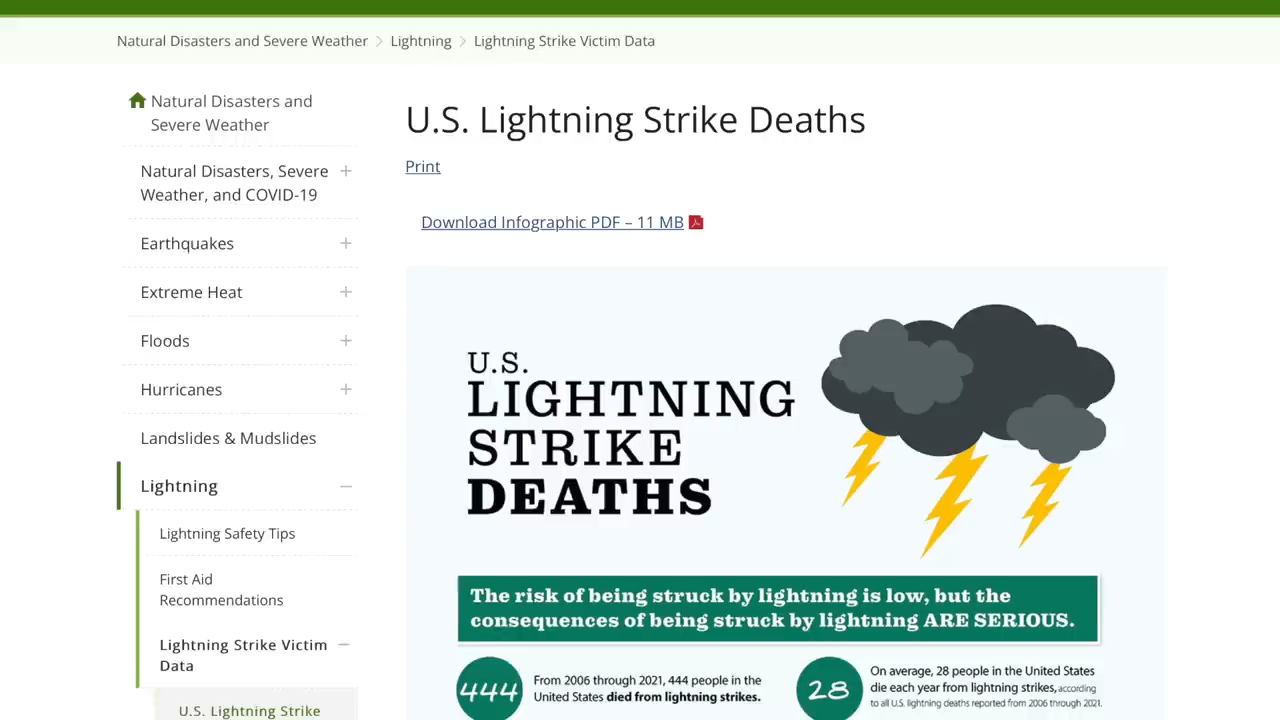 Natural Disasters and Severe Weather
Lightning
Lightning Strike Victim Data
Natural Disasters and
Severe Weather
Natural Disasters, Severe
Weather, and COVID-19
Earthquakes
Extreme Heat
Floods
Hurricanes
Landslides & Mudslides
Lightning
Lightning Safety Tips
First Aid
Recommendations
Lightning Strike Victim
Data
U.S. Lightning Strike
U.S. Lightning Strike Deaths
Print
Download Infographic PDF – 11 MB
U.S.
LIGHTNING
STRIKE
DEATHS
The risk of being struck by lightning is low, but the
consequences of being struck by lightning ARE SERIOUS.
444
From 2006 through 2021, 444 people in the
United States died from lightning strikes.
28
On average, 28 people in the United States
die each year from lightning strikes, according
to all U.S. lightning deaths reported from 2006 through 2021.